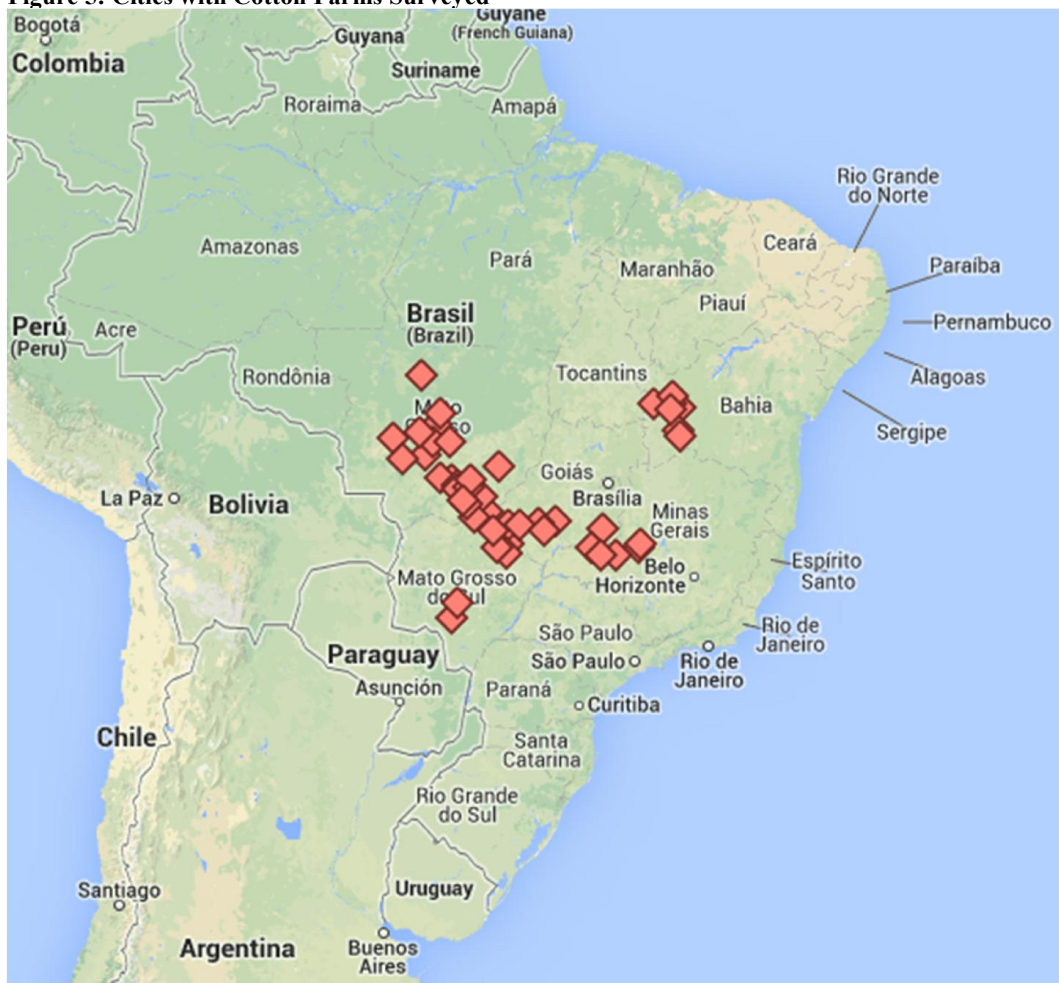 Figure Cities with Cotton Farms Surveyed
Bogotá
Colombia
Guyana
Guyane
(French Guiana)
Suriname
Roraima
Amapá
Rio Grande
do Norte
Amazonas
Pará
Ceará
Maranhão
Paraíba
Piauí
Brasil
(Brazil)
Perú
(Peru)
Acre
Pernambuco
Rondônia
Tocantins
Alagoas
Bahia
Sergipe
Goiás
Brasília
La Paz
Bolivia
Minas
Gerais
Belo
Horizonte
Espírito
Santo
Mato Grosso
do Sul
São Paulo
Rio de
Janeiro
Paraguay
São Paulo
Rio de
Janeiro
Asunción
Paraná
Curitiba
Chile
Santa
Catarina
Rio Grande
do Sul
Santiago
Uruguay
Argentina
Buenos
Aires